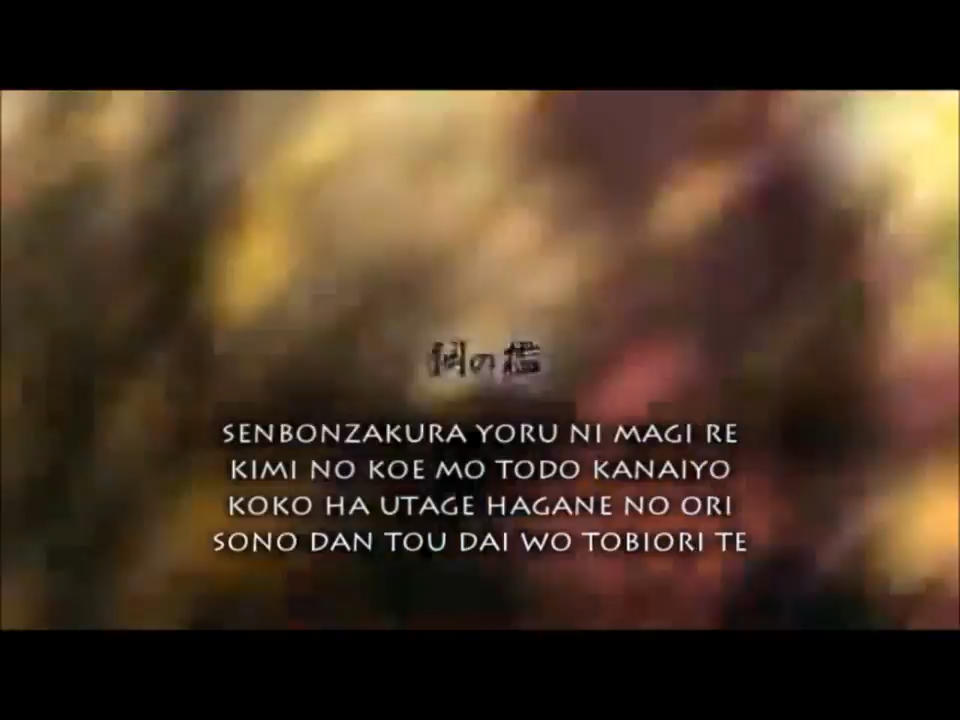 鋼の檻
SENBONZAKURA YORU NI MAGI RE
KIMI NO KOE MO TODO KANAIYO
KOKO HA UTAGE HAGANE NO ORI
SONO DAN TOU DAI WO TOBIORI TE